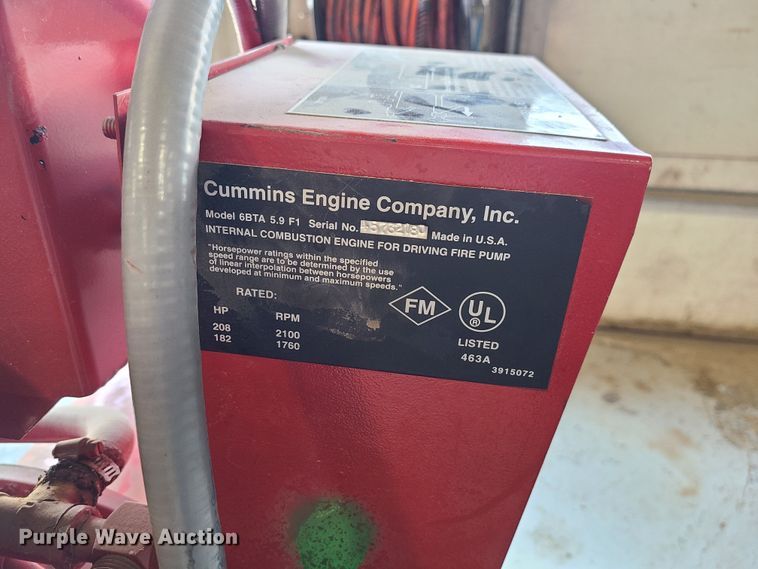 Cummins Engine Company, Inc.
Model 6BTA 5.9 F1 Serial No. Made in U.S.A.
INTERNAL COMBUSTION ENGINE FOR DRIVING FIRE PUMP
"Horsepower ratings within the specified
speed range are to be determined by the use
of linear interpolation between horsepowers
developed at minimum and maximum speeds."
RATED:
HP RPM
208 2100
182 1760
FM
UL
®
LISTED
463A
3915072
Purple Wave Auction